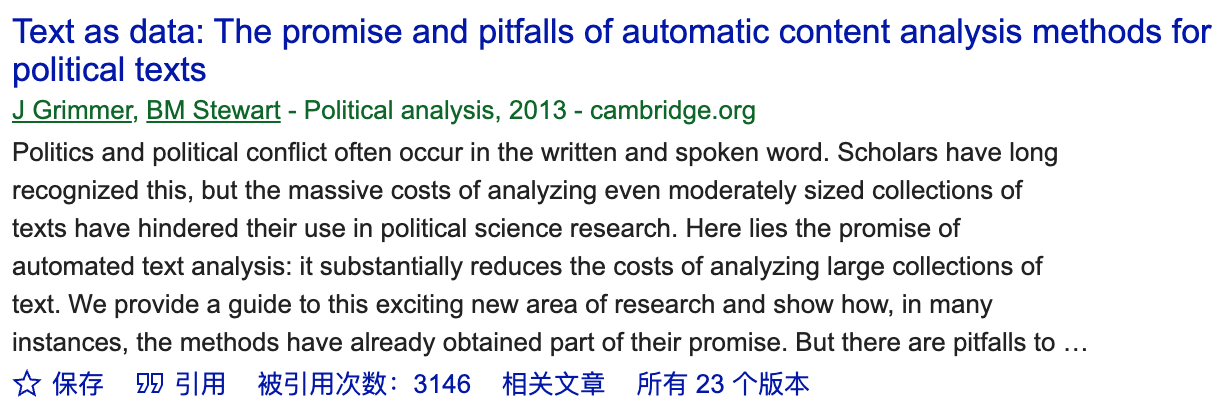 Text as data: The promise and pitfalls of automatic content analysis methods for
political texts
J Grimmer, BM Stewart - Political analysis, 2013 - cambridge.org
Politics and political conflict often occur in the written and spoken word. Scholars have long
recognized this, but the massive costs of analyzing even moderately sized collections of
texts have hindered their use in political science research. Here lies the promise of
automated text analysis: it substantially reduces the costs of analyzing large collections of
text. We provide a guide to this exciting new area of research and show how, in many
instances, the methods have already obtained part of their promise. But there are pitfalls to …
保存 引用 被引用次数：3146 相关文章 所有 23 个版本